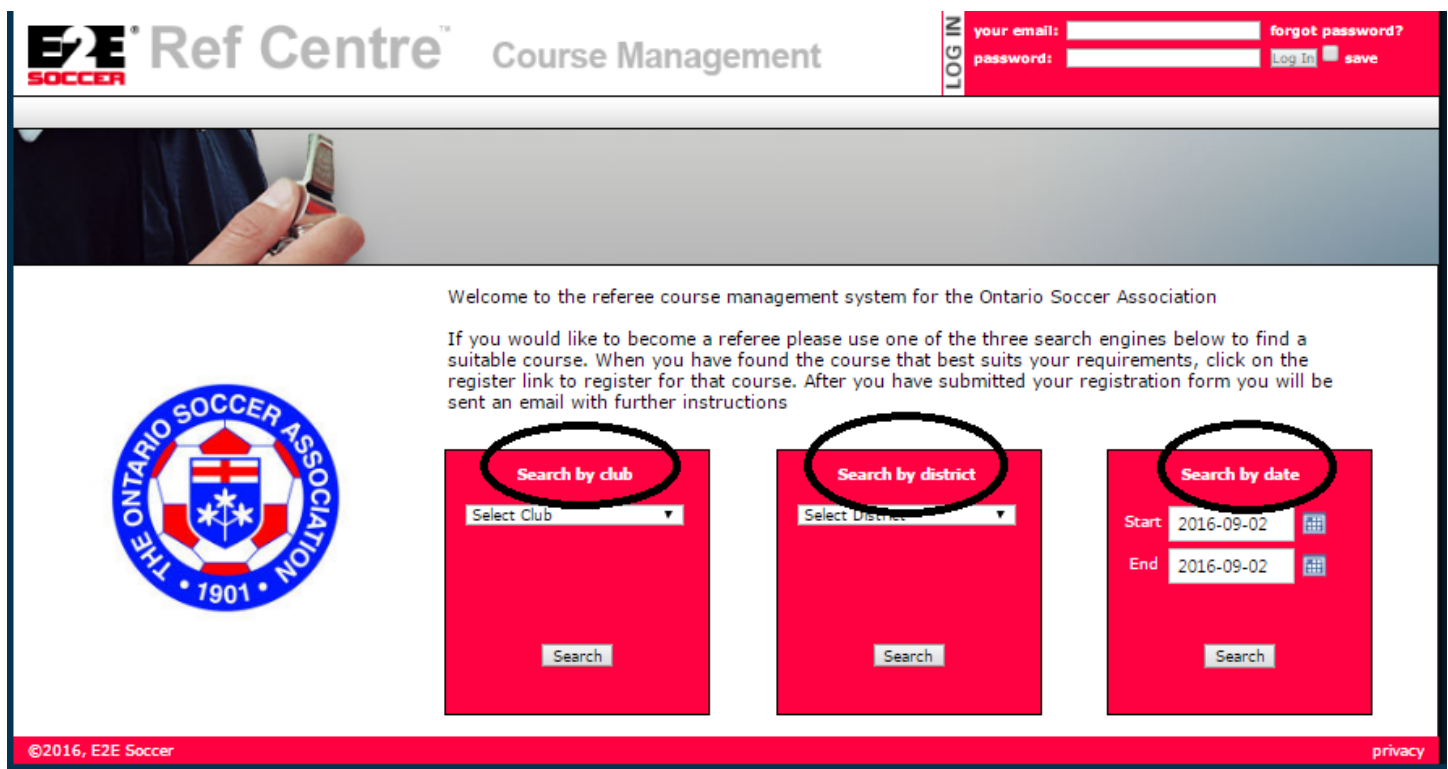 E2E® Ref Centre™ Course Management
SOCCER
LOG IN
your email:
forgot password?
password:
Log In
save
Welcome to the referee course management system for the Ontario Soccer Association
If you would like to become a referee please use one of the three search engines below to find a
suitable course. When you have found the course that best suits your requirements, click on the
register link to register for that course. After you have submitted your registration form you will be
sent an email with further instructions
THE ONTARIO SOCCER ASSOCIATION
• 1901 •
Search by club
Select Club
Search
Search by district
Select District
Search
Search by date
Start 2016-09-02
End 2016-09-02
Search
©2016, E2E Soccer
privacy